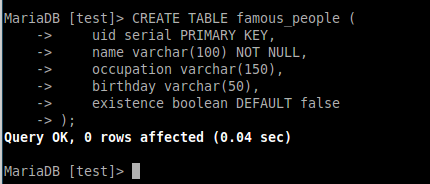 MariaDB [test]> CREATE TABLE famous_people (
    ->     uid serial PRIMARY KEY,
    ->     name varchar(100) NOT NULL,
    ->     occupation varchar(150),
    ->     birthday varchar(50),
    ->     existence boolean DEFAULT false
    -> );
Query OK, 0 rows affected (0.04 sec)

MariaDB [test]>